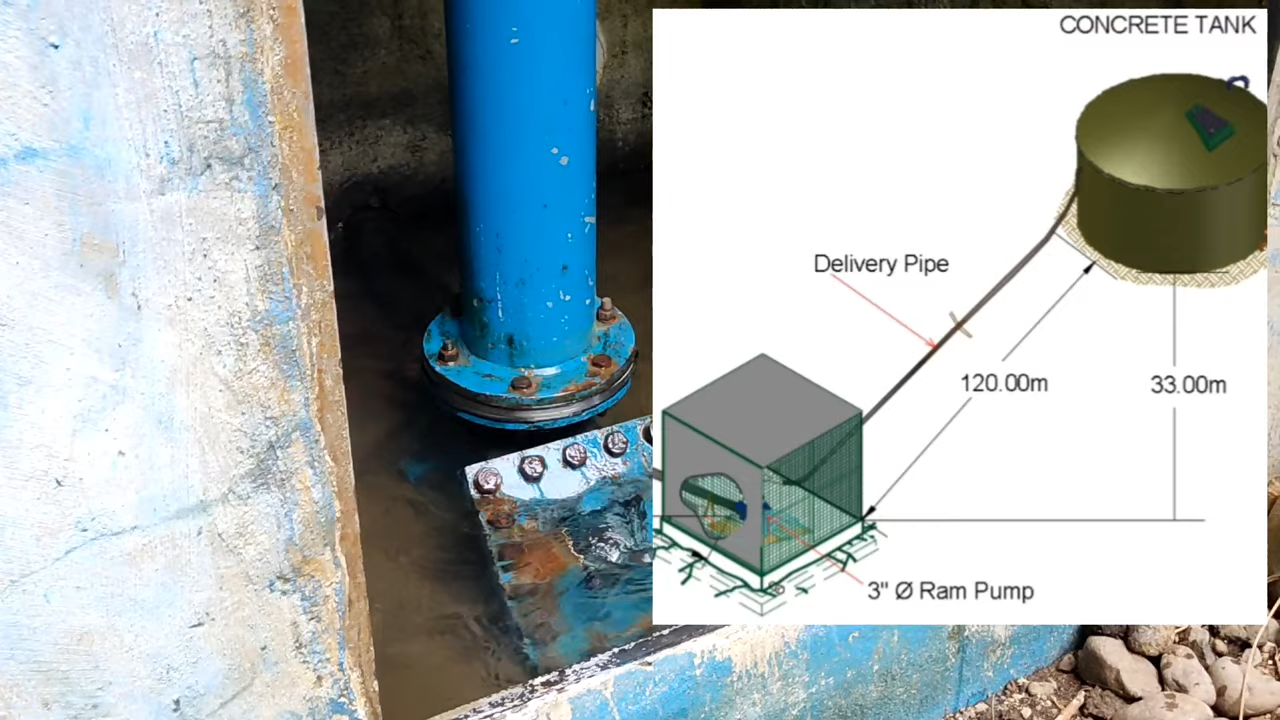 CONCRETE TANK
Delivery Pipe
120.00m
33.00m
3" Ø Ram Pump